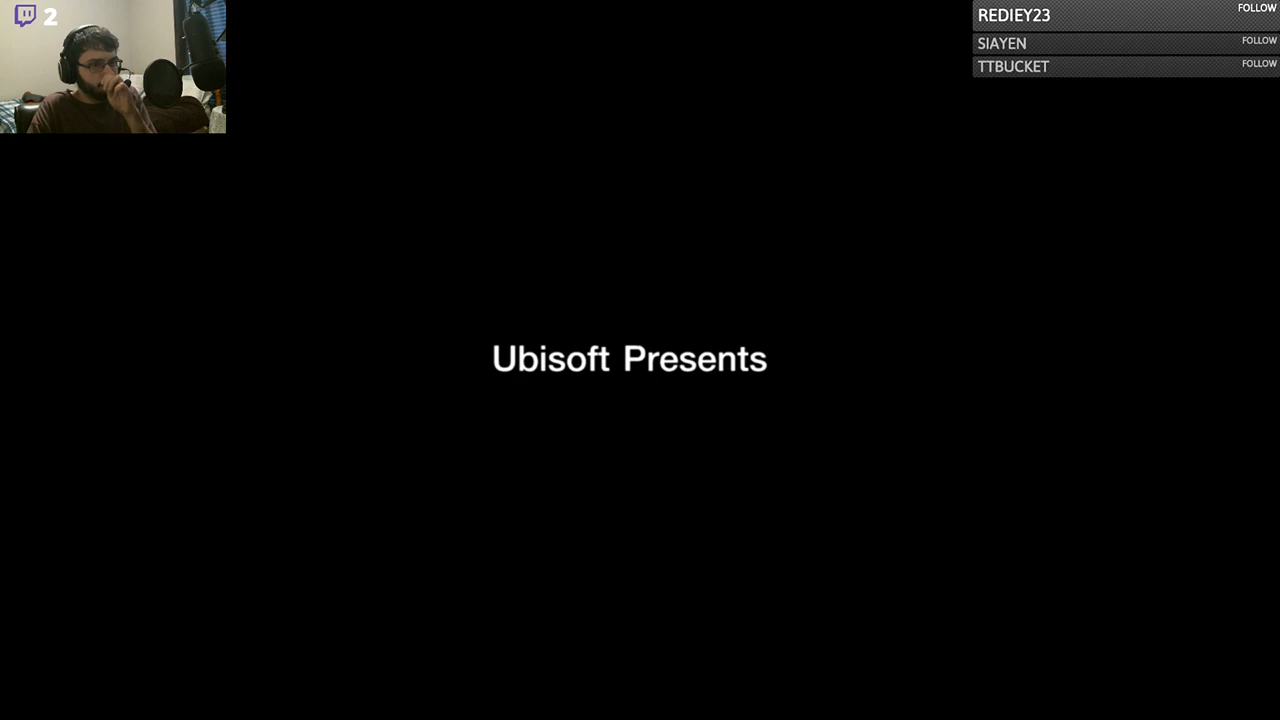 2
REDIEY23 FOLLOW
SIAYEN FOLLOW
TTBUCKET FOLLOW
Ubisoft Presents